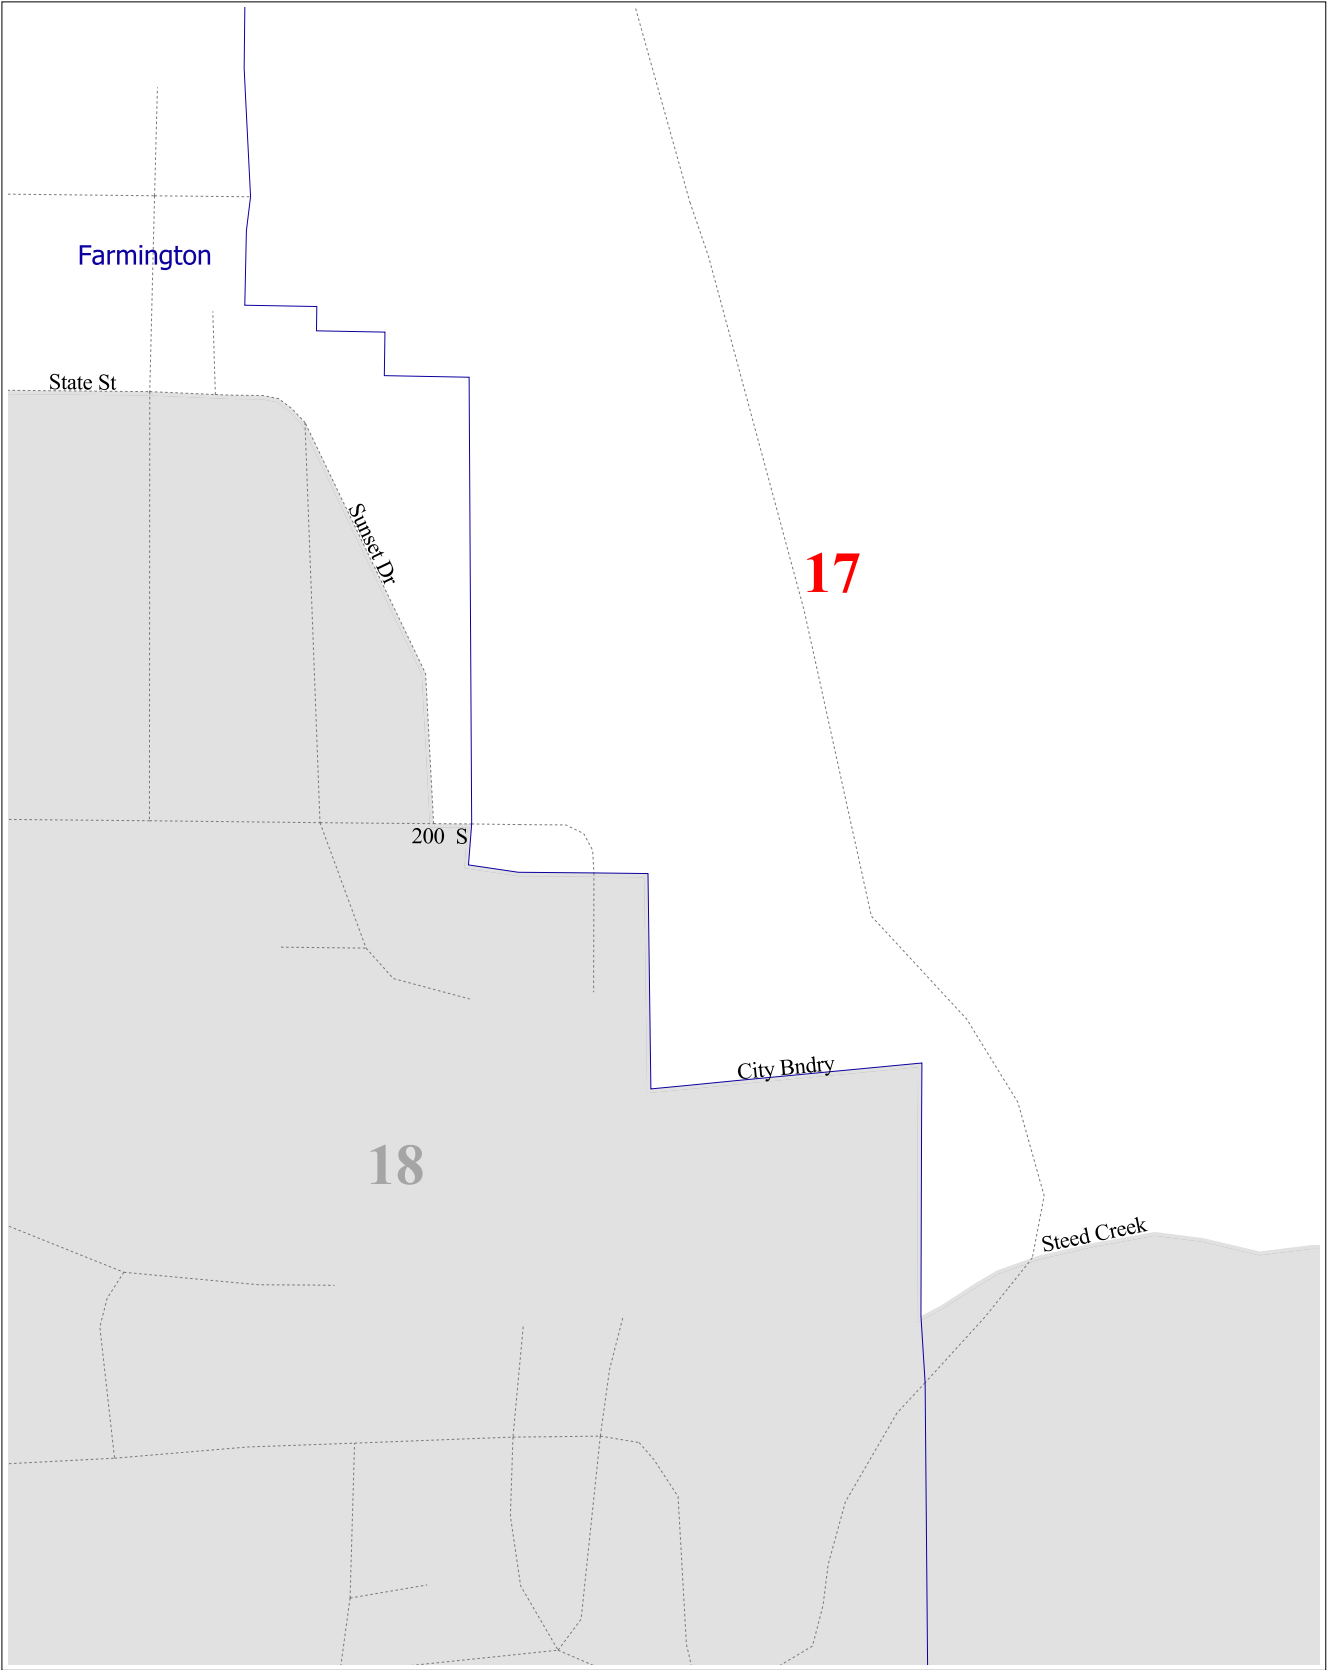 Farmington
State St
Sunset Dr
17
200 S
City Bndry
18
Steed Creek